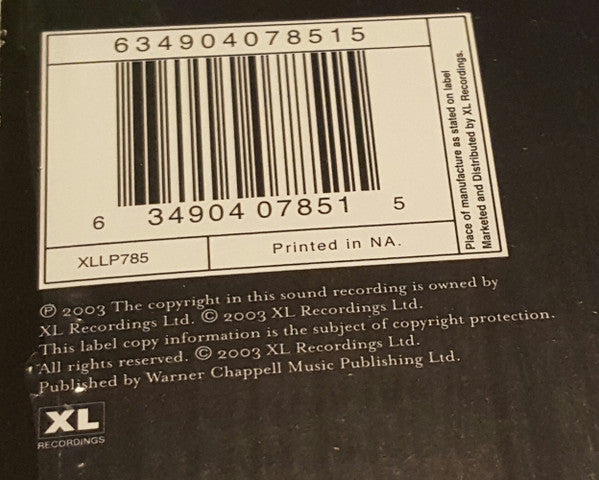 634904078515
6 34904 07851 5
XLLP785
Printed in NA.
Place of manufacture as stated on label
Marketed and Distributed by XL Recordings.
℗ 2003 The copyright in this sound recording is owned by
XL Recordings Ltd. © 2003 XL Recordings Ltd.
This label copy information is the subject of copyright protection.
All rights reserved. © 2003 XL Recordings Ltd.
Published by Warner Chappell Music Publishing Ltd.
XL
RECORDINGS